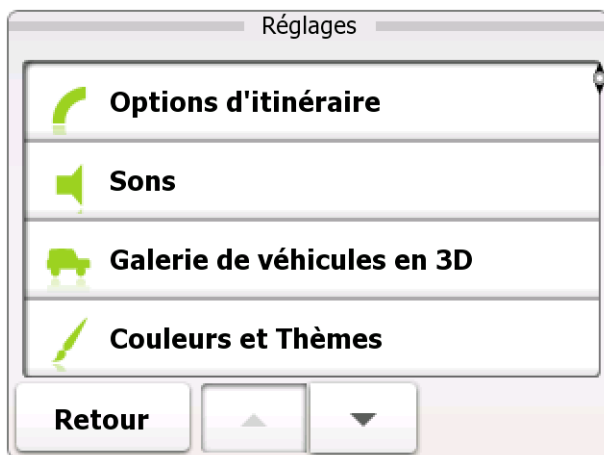 Réglages
Options d'itinéraire
Sons
Galerie de véhicules en 3D
Couleurs et Thèmes
Retour